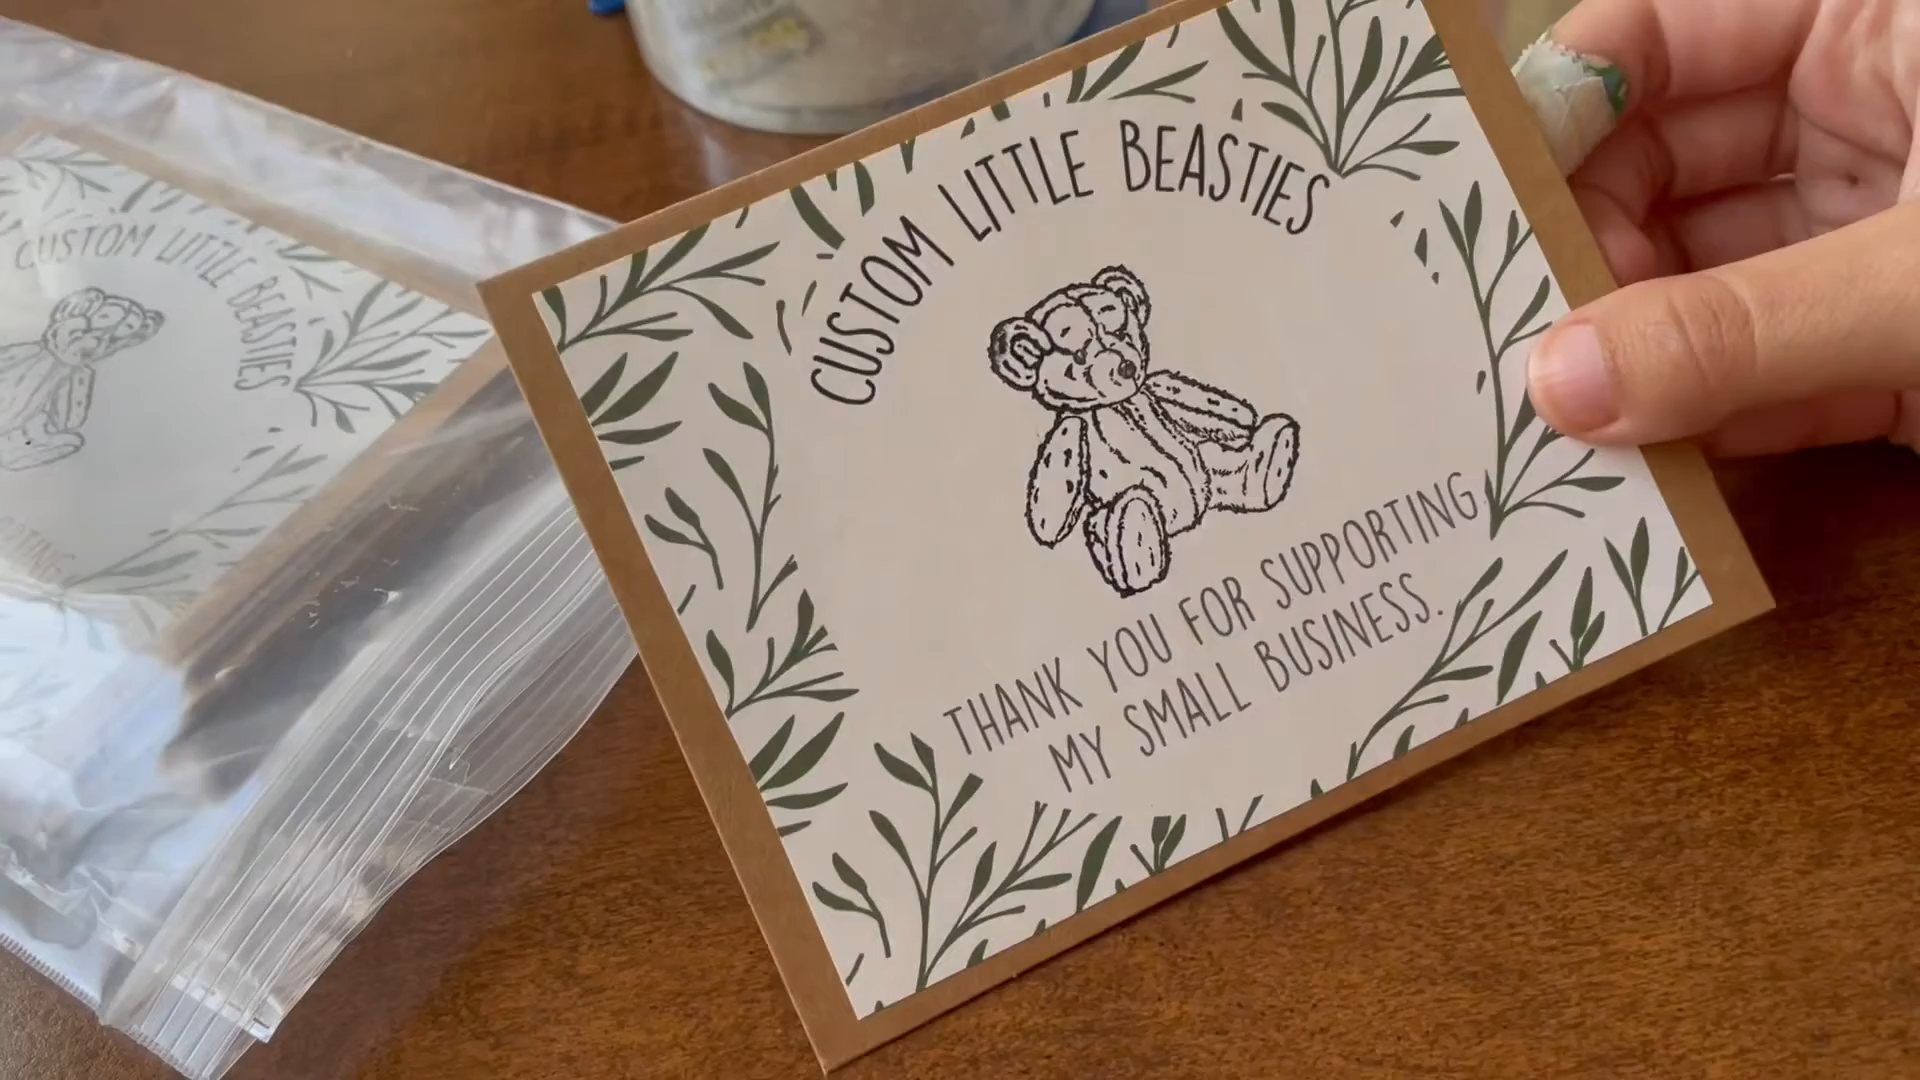 CUSTOM LITTLE BEASTIES
THANK YOU FOR SUPPORTING
MY SMALL BUSINESS.
CUSTOM LITTLE BEASTIES